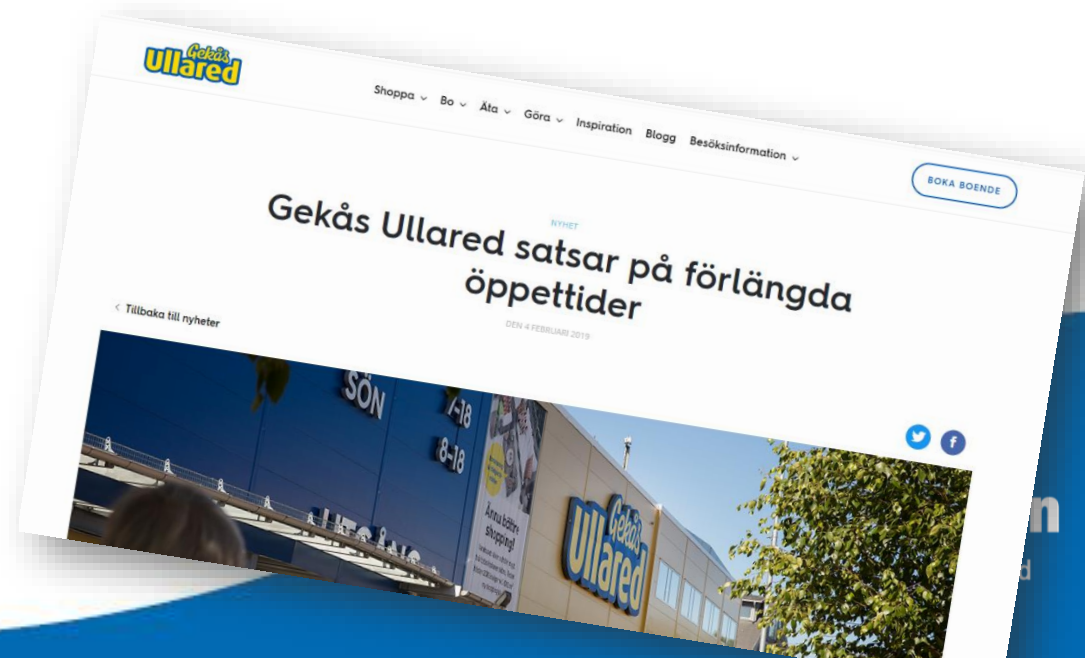 Gekås
Ullared
Shoppa Bo Äta Göra Inspiration Blogg Besöksinformation
BOKA BOENDE
NYHET
Gekås Ullared satsar på förlängda
öppettider
< Tillbaka till nyheter
DEN 4 FEBRUARI 2019
SÖN
7-18
8-18
Ännu bättre
shopping!
Gekås
Ullared
n
d